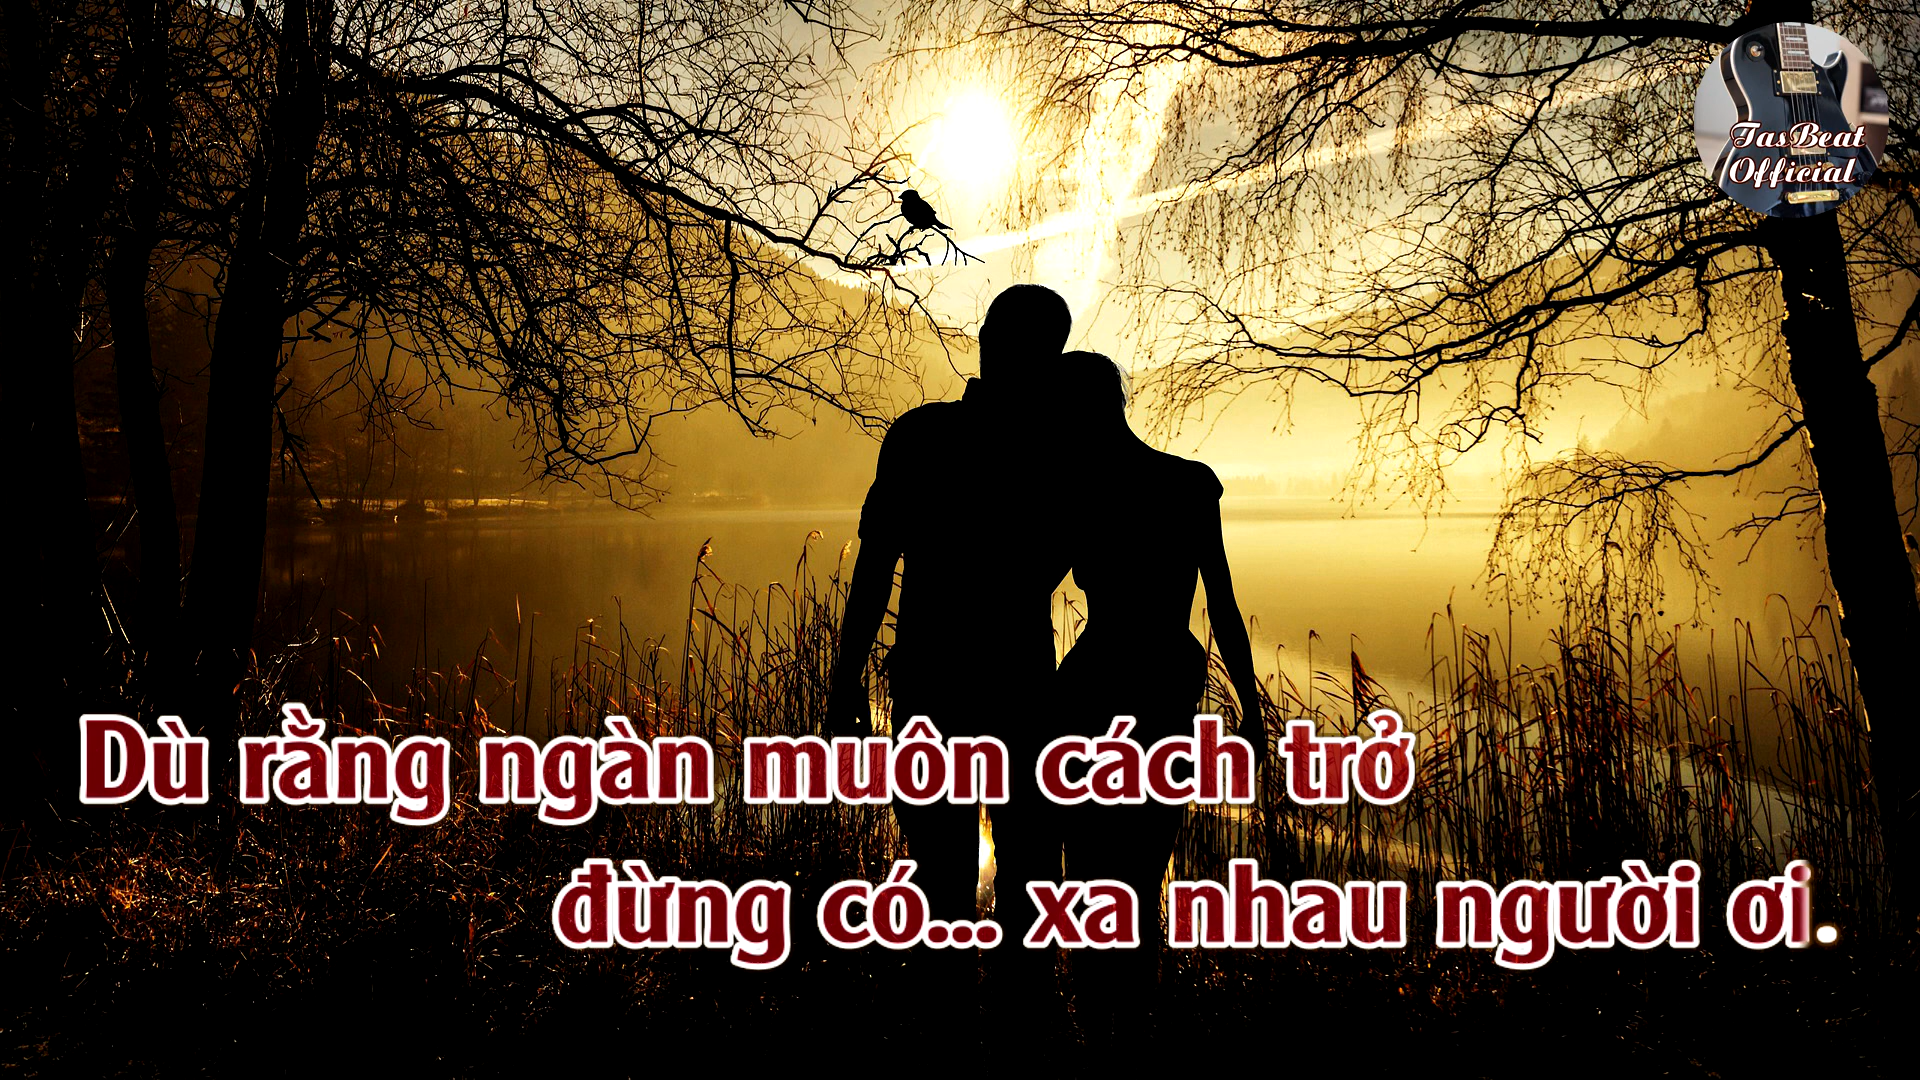 TasBeat
Official
Dù rằng ngàn muôn cách trở
đừng có... xa nhau người ơi.